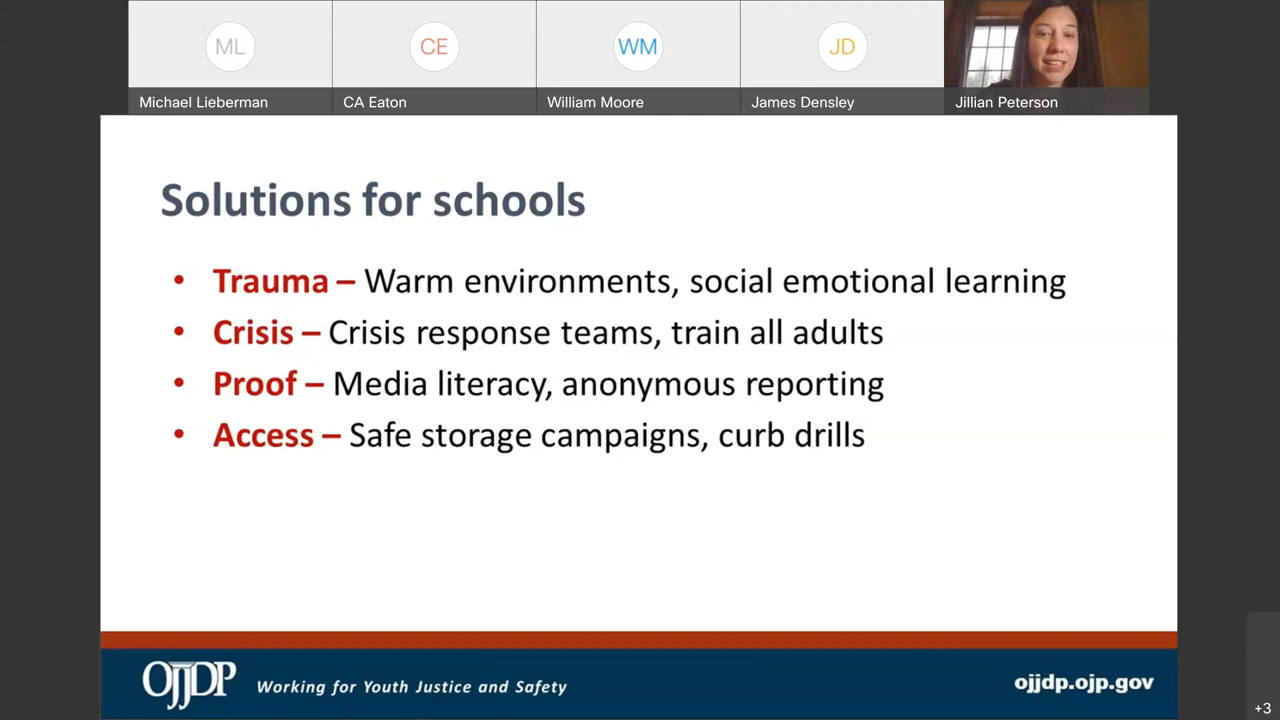 ML
CE
WM
JD
Michael Lieberman
CA Eaton
William Moore
James Densley
Jillian Peterson
Solutions for schools
• Trauma – Warm environments, social emotional learning
• Crisis – Crisis response teams, train all adults
• Proof – Media literacy, anonymous reporting
• Access – Safe storage campaigns, curb drills
OJJDP Working for Youth Justice and Safety
ojjdp.ojp.gov
+3